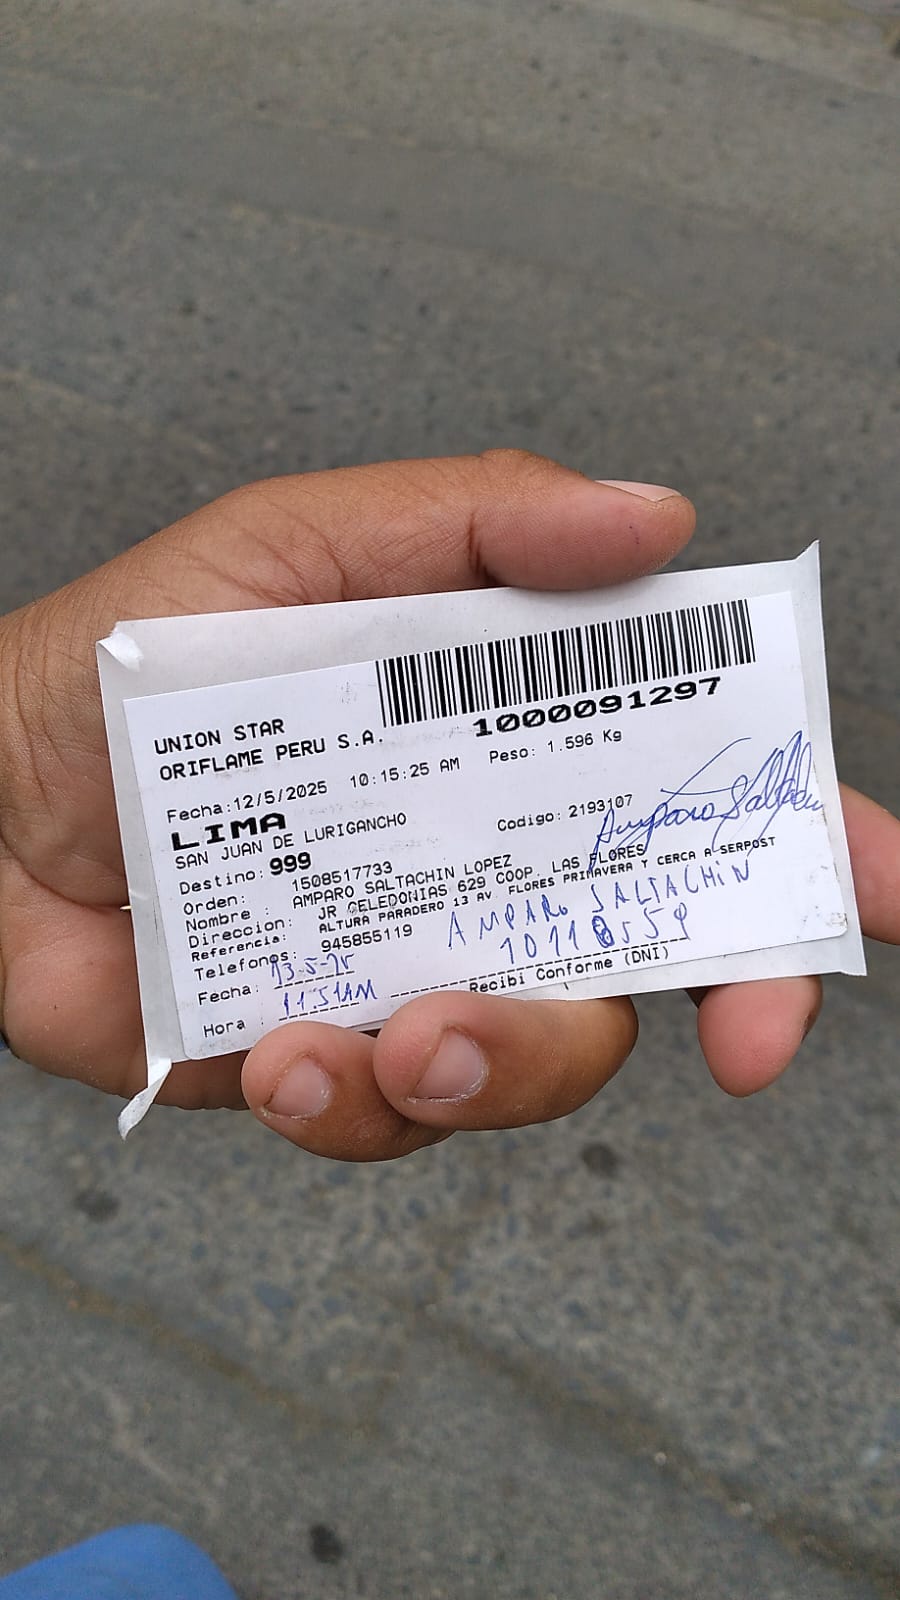 1000091297
UNION STAR
ORIFLAME PERU S.A.
Fecha:12/5/2025 10:15:25 AM Peso: 1.596 Kg
LIMA
SAN JUAN DE LURIGANCHO Codigo: 2193107
Destino: 999
Orden: 1508517733
Nombre : AMPARO SALTACHIN LOPEZ
Direccion: JR CELEDONIAS 629 COOP. LAS FLORES
Referencia: ALTURA PARADERO 13 AV. FLORES PRIMAVERA Y CERCA A SERPOST
Telefonos: 945855119
AMPARO SALTACHIN
Fecha: 13-5-25
10110559
Hora : 11:51AM
Recibi Conforme (DNI)